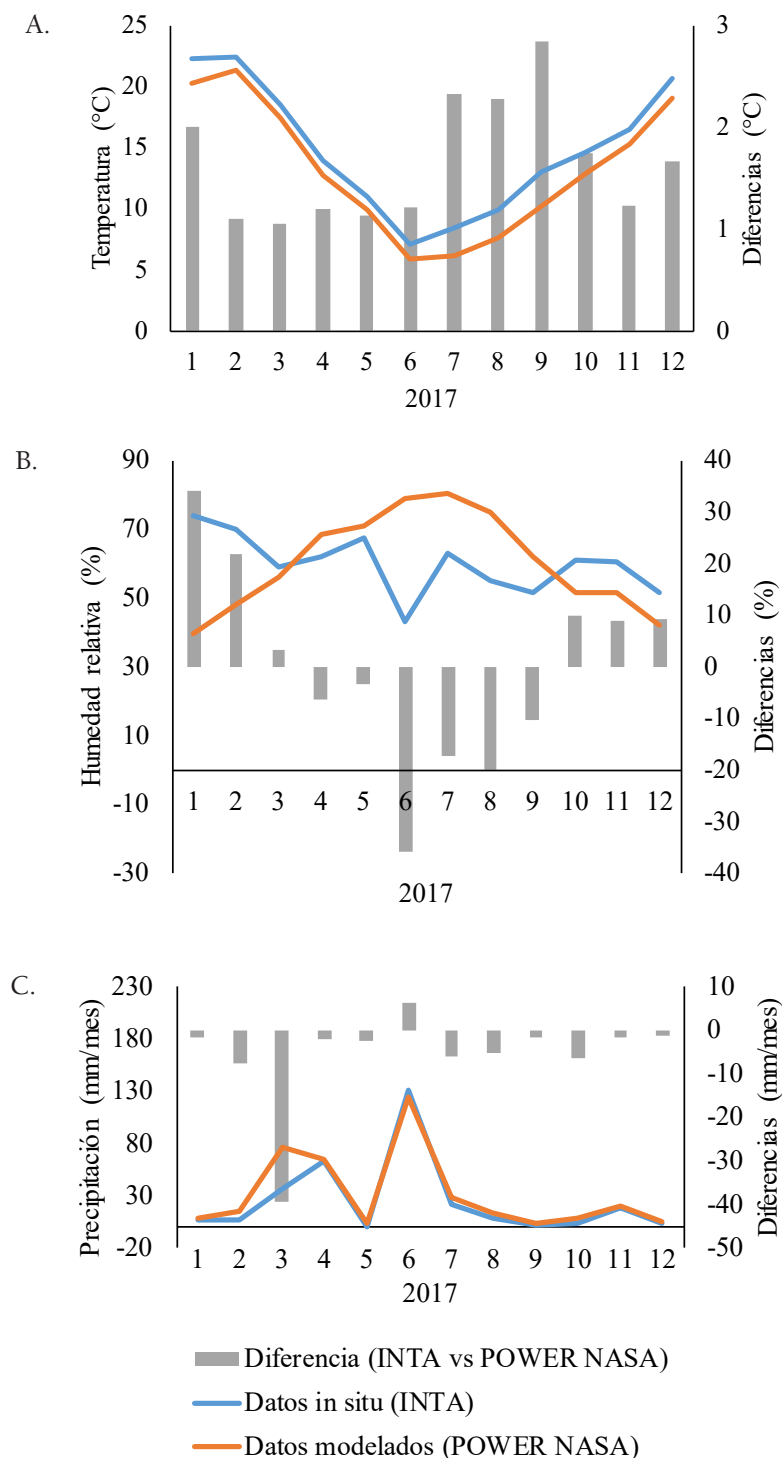 A.
Temperatura (°C)
25
20
15
10
5
0
3
2
1
0
Diferencias (°C)
1 2 3 4 5 6 7 8 9 10 11 12
2017
B.
Humedad relativa (%)
90
70
50
30
10
-10
-30
40
30
20
10
0
-10
-20
-30
-40
Diferencias (%)
1 2 3 4 5 6 7 8 9 10 11 12
2017
C.
Precipitación (mm/mes)
230
180
130
80
30
-20
10
0
-10
-20
-30
-40
-50
Diferencias (mm/mes)
1 2 3 4 5 6 7 8 9 10 11 12
2017
Diferencia (INTA vs POWER NASA)
Datos in situ (INTA)
Datos modelados (POWER NASA)